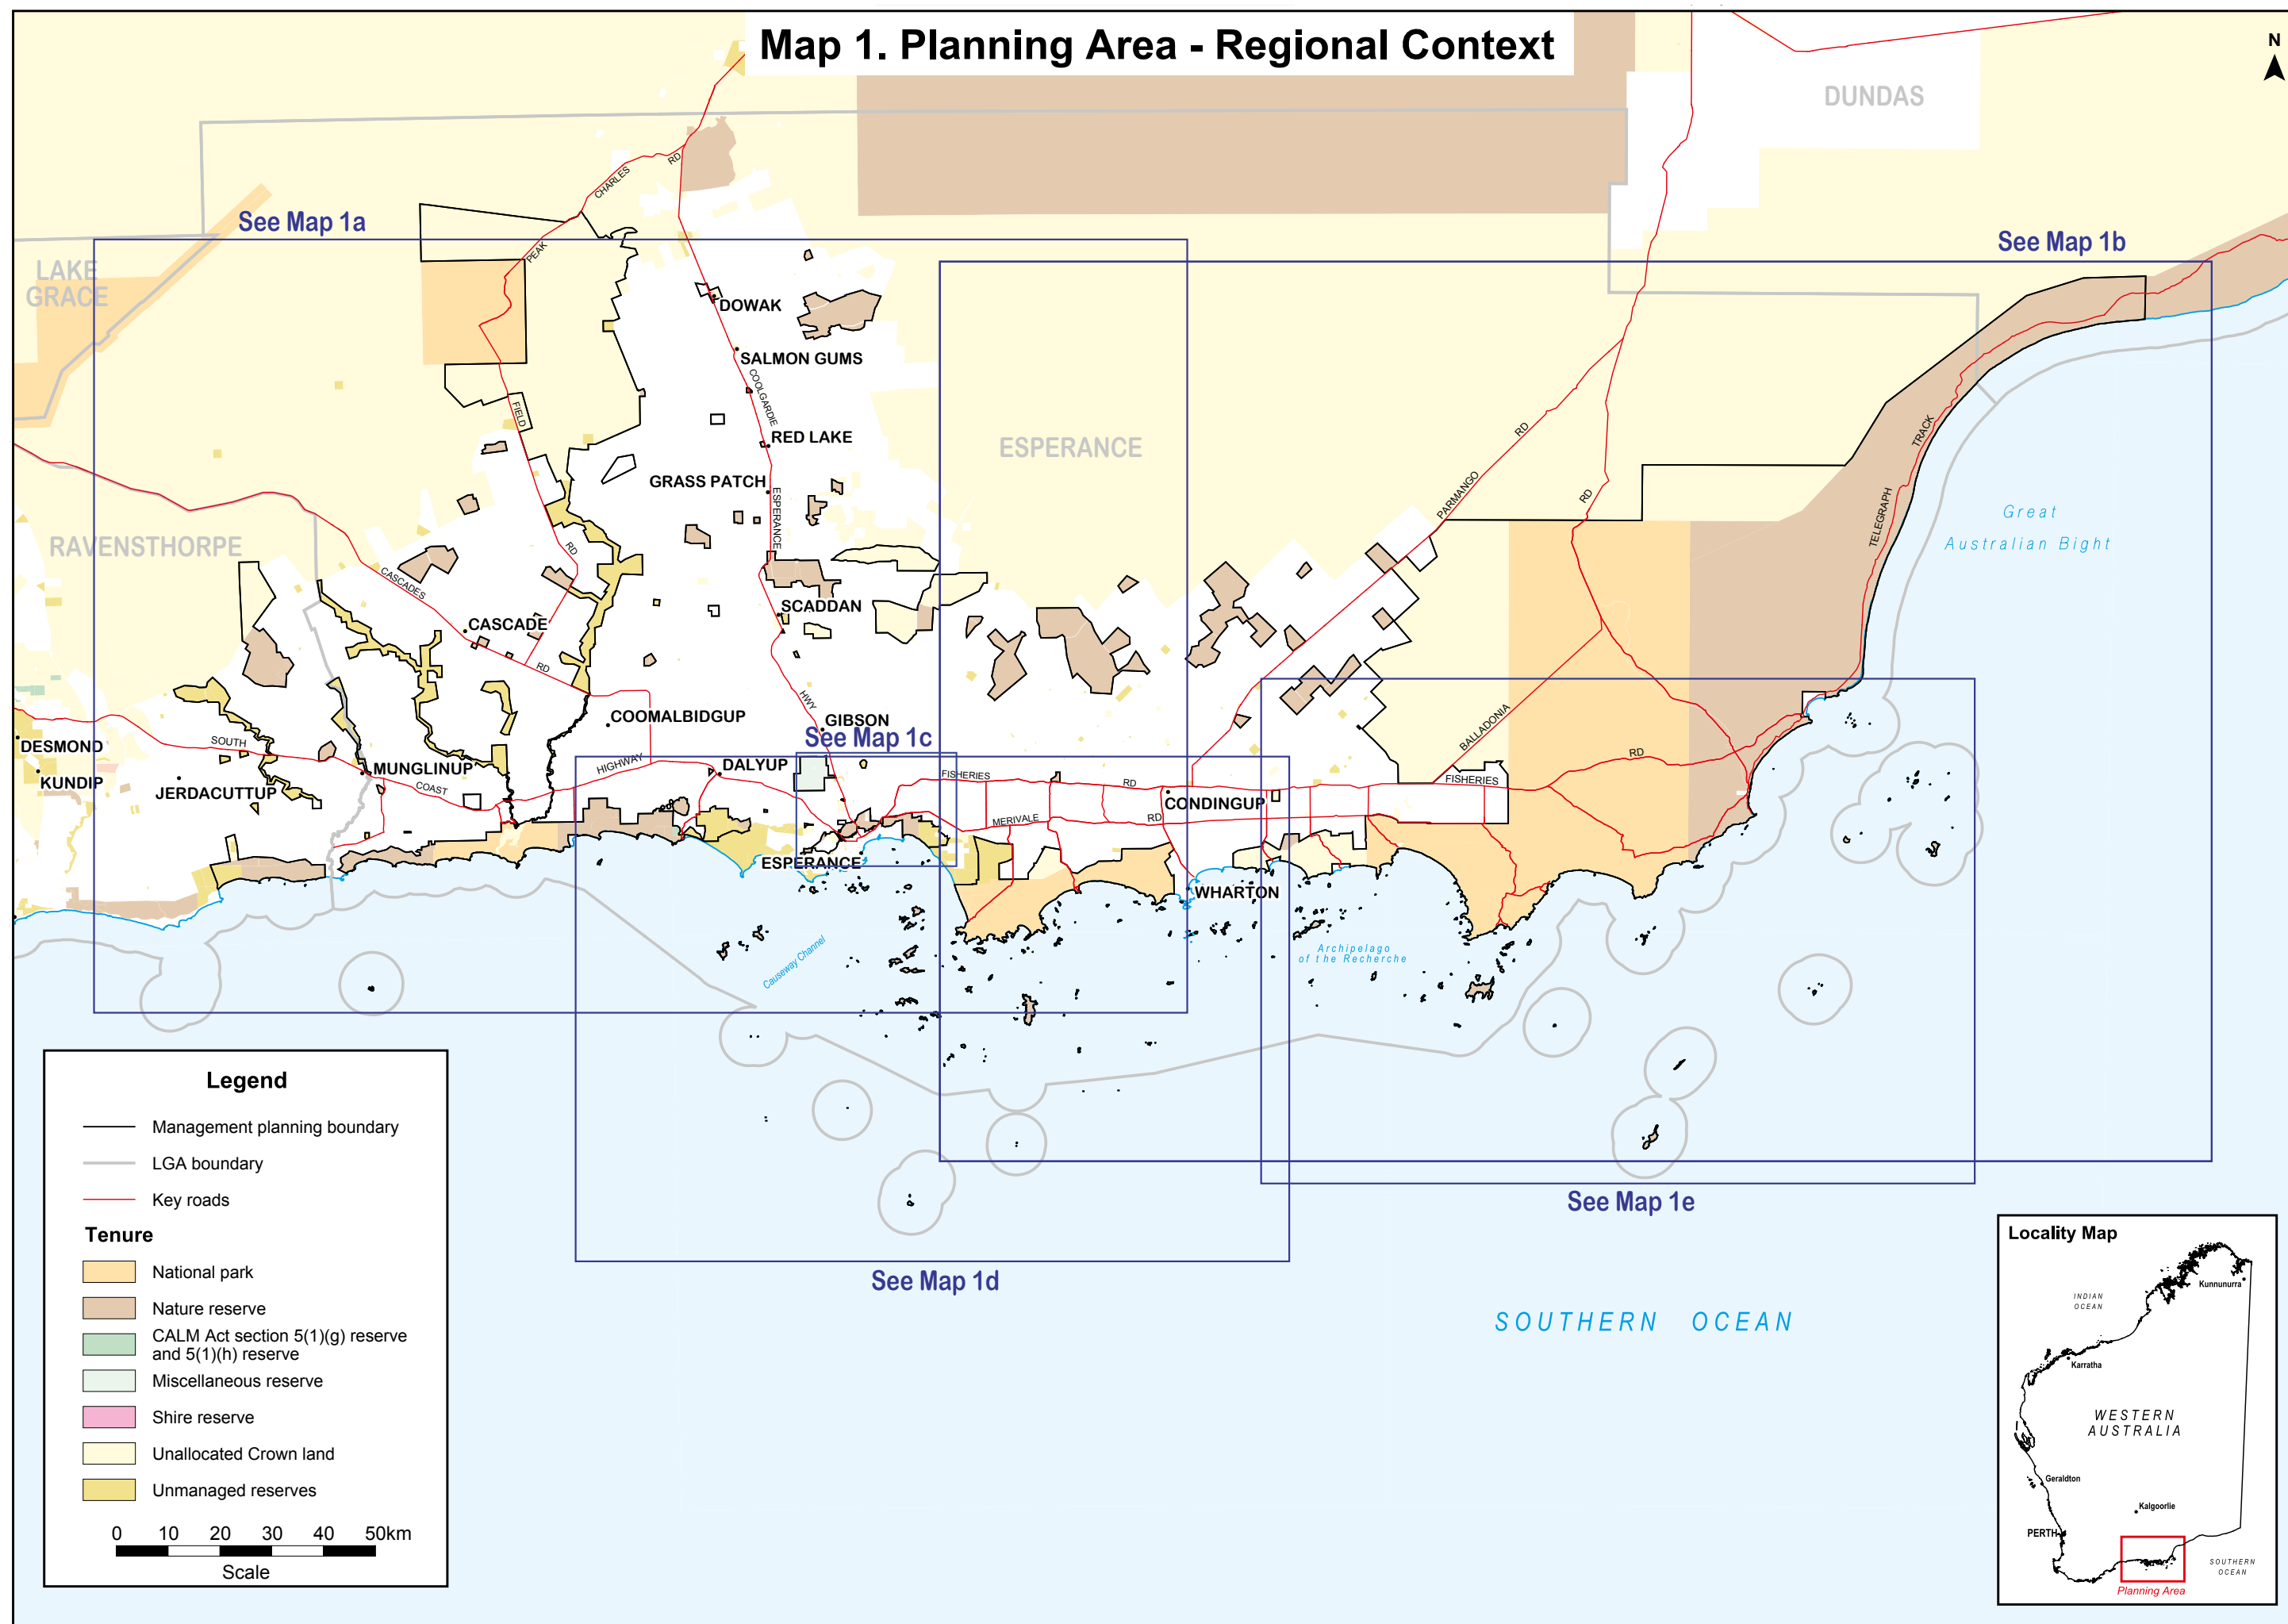 Map 1. Planning Area - Regional Context
N
DUNDAS
See Map 1a
See Map 1b
LAKE
GRACE
CHARLES
RD
PEAK
DOWAK
SALMON GUMS
COOLGARDIE
FIELD
RED LAKE
ESPERANCE
GRASS PATCH
ESPERANCE
RD
PARMANGO
RD
TRACK
TELEGRAPH
Great
Australian Bight
RAVENSTHORPE
CASCADES
RD
CASCADE
RD
SCADDAN
HWY
COOMALBIDGUP
GIBSON
See Map 1c
BALLADONIA
RD
DESMOND
KUNDIP
SOUTH
JERDACUTTUP
MUNGLINUP
COAST
HIGHWAY
DALYUP
FISHERIES
RD
FISHERIES
CONDINGUP
MERIVALE
RD
ESPERANCE
WHARTON
Causeway Channel
Archipelago
of the Recherche
See Map 1e
See Map 1d
SOUTHERN OCEAN
Legend
Management planning boundary
LGA boundary
Key roads
Tenure
National park
Nature reserve
CALM Act section 5(1)(g) reserve
and 5(1)(h) reserve
Miscellaneous reserve
Shire reserve
Unallocated Crown land
Unmanaged reserves
0 10 20 30 40 50km
Scale
Locality Map
Kununurra
INDIAN
OCEAN
Karratha
WESTERN
AUSTRALIA
Geraldton
Kalgoorlie
PERTH
SOUTHERN
OCEAN
Planning Area